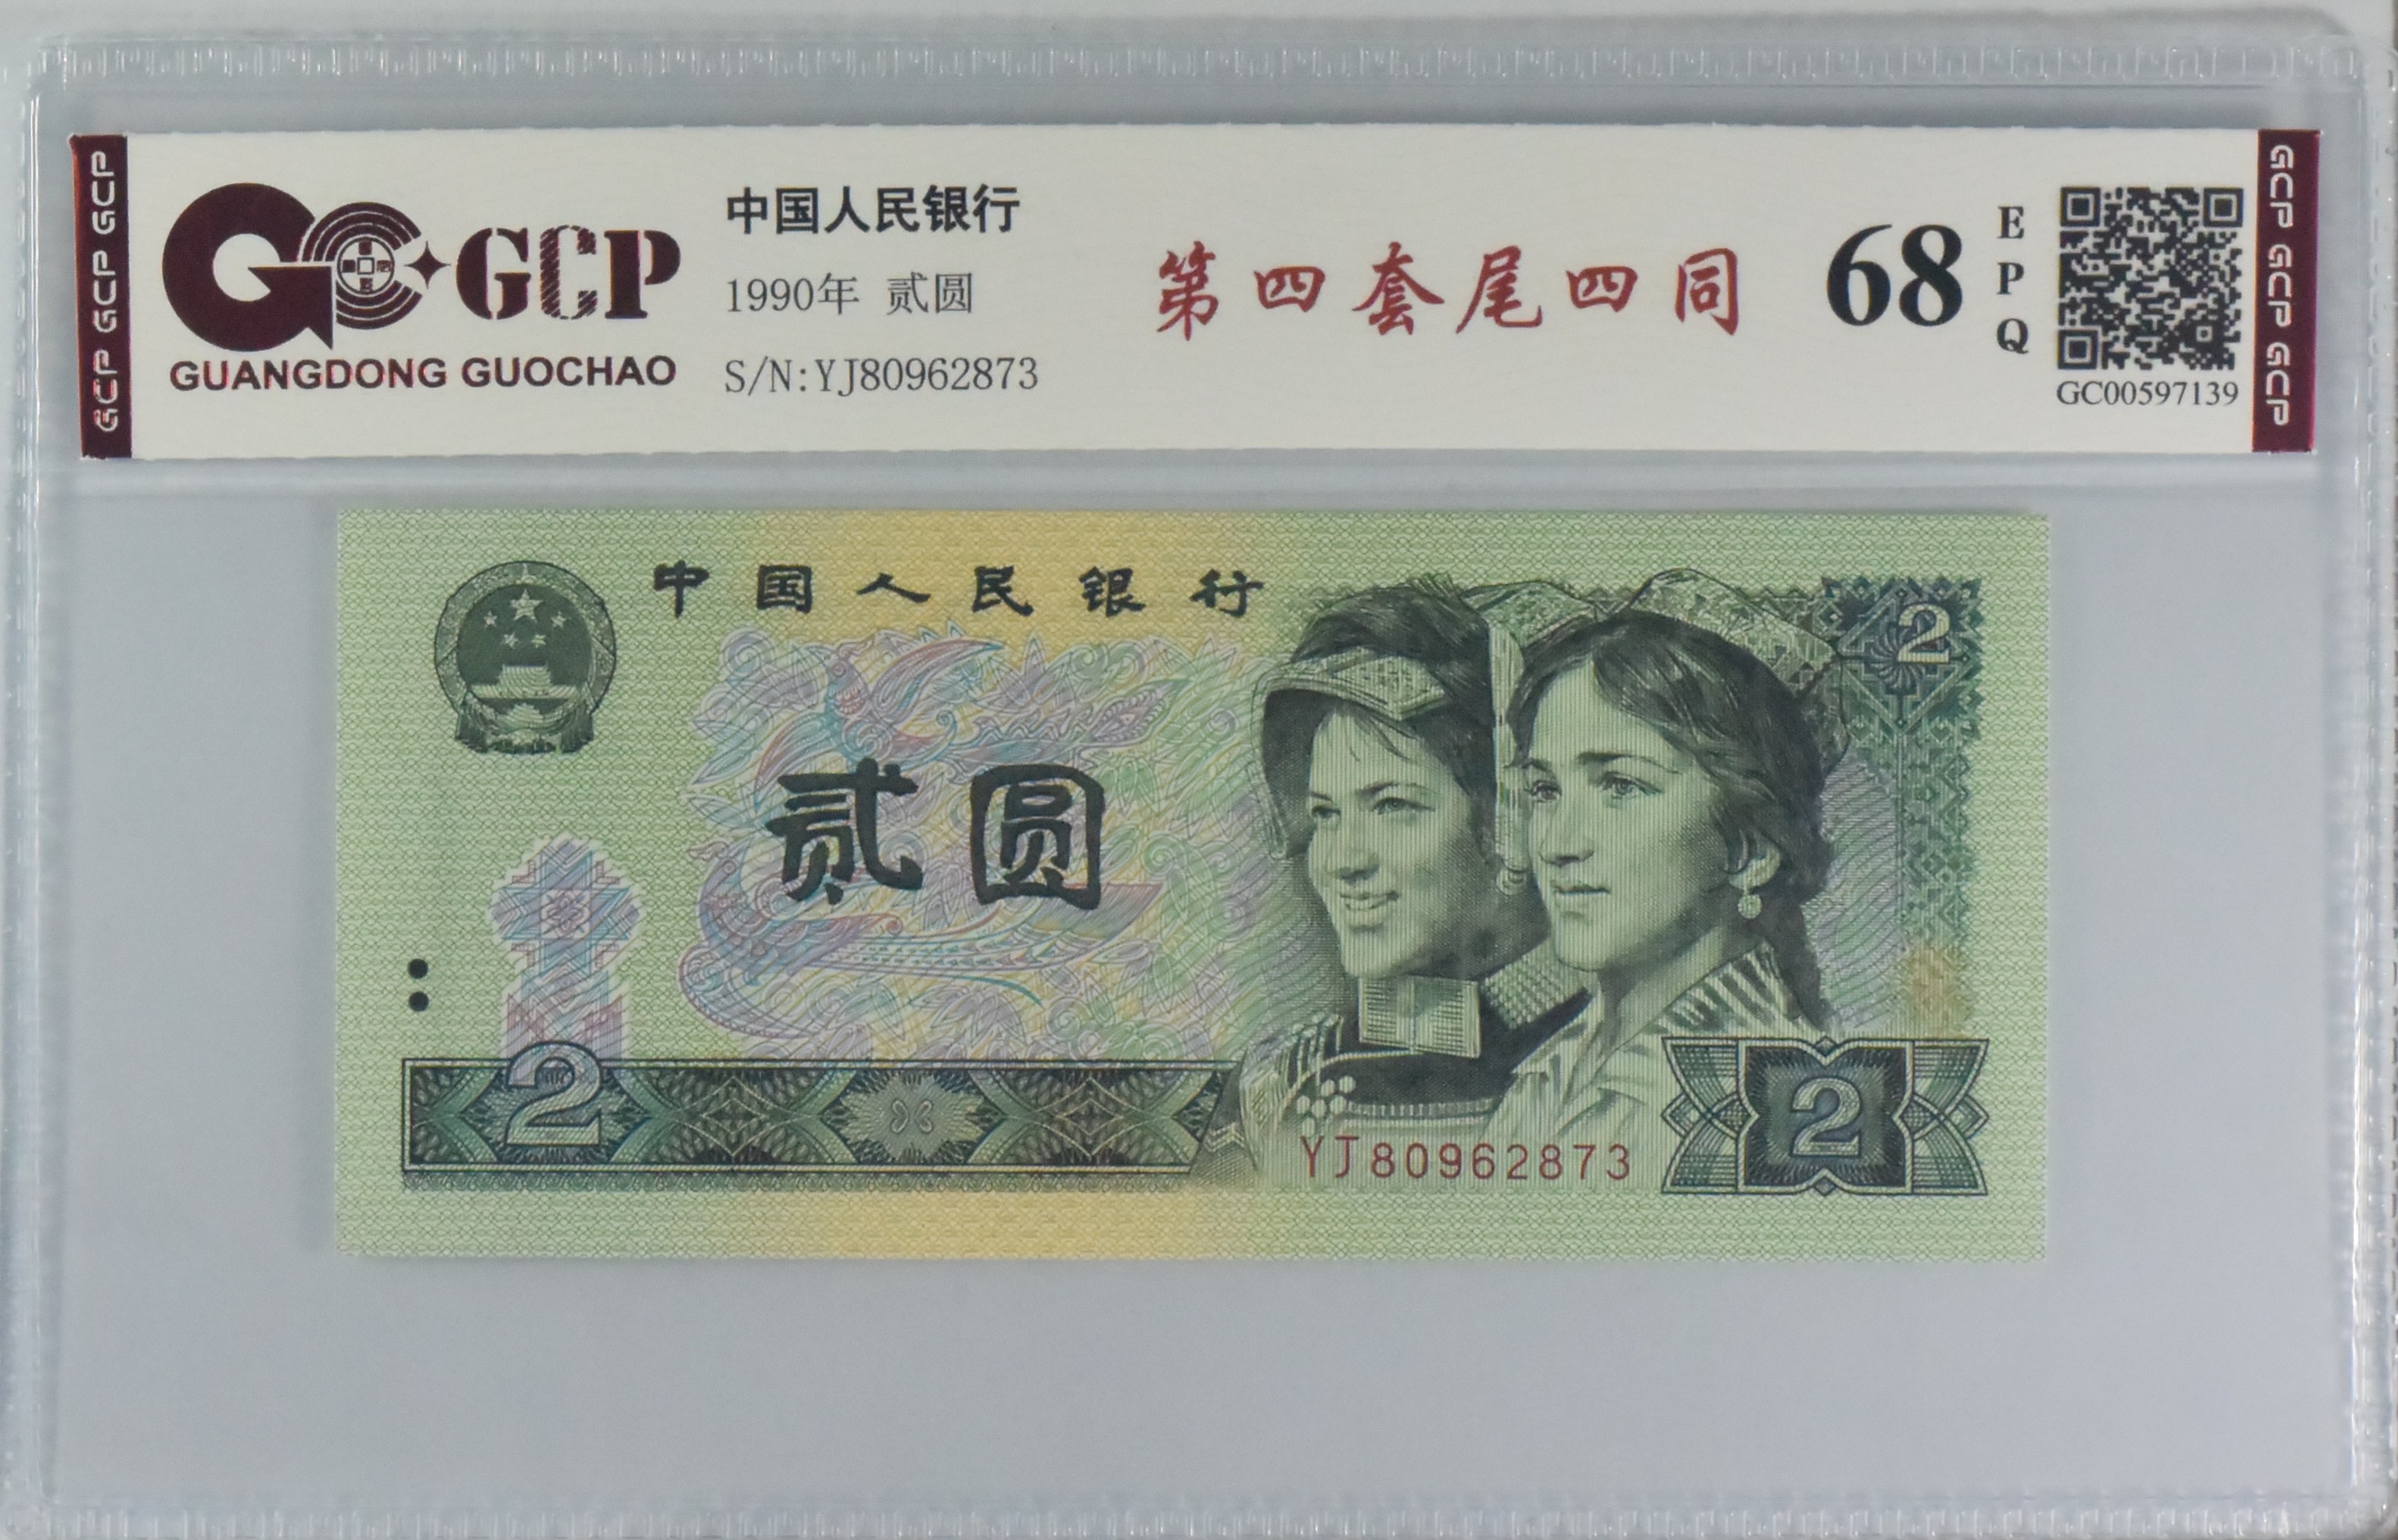 GCP GCP GCP
GCP
GUANGDONG GUOCHAO
中国人民银行
1990年 贰圆
S/N:YJ80962873
第四套尾四同
68
EPQ
GC00597139
GCP GCP GCP
中国人民银行
2
贰圆
2
YJ80962873
2